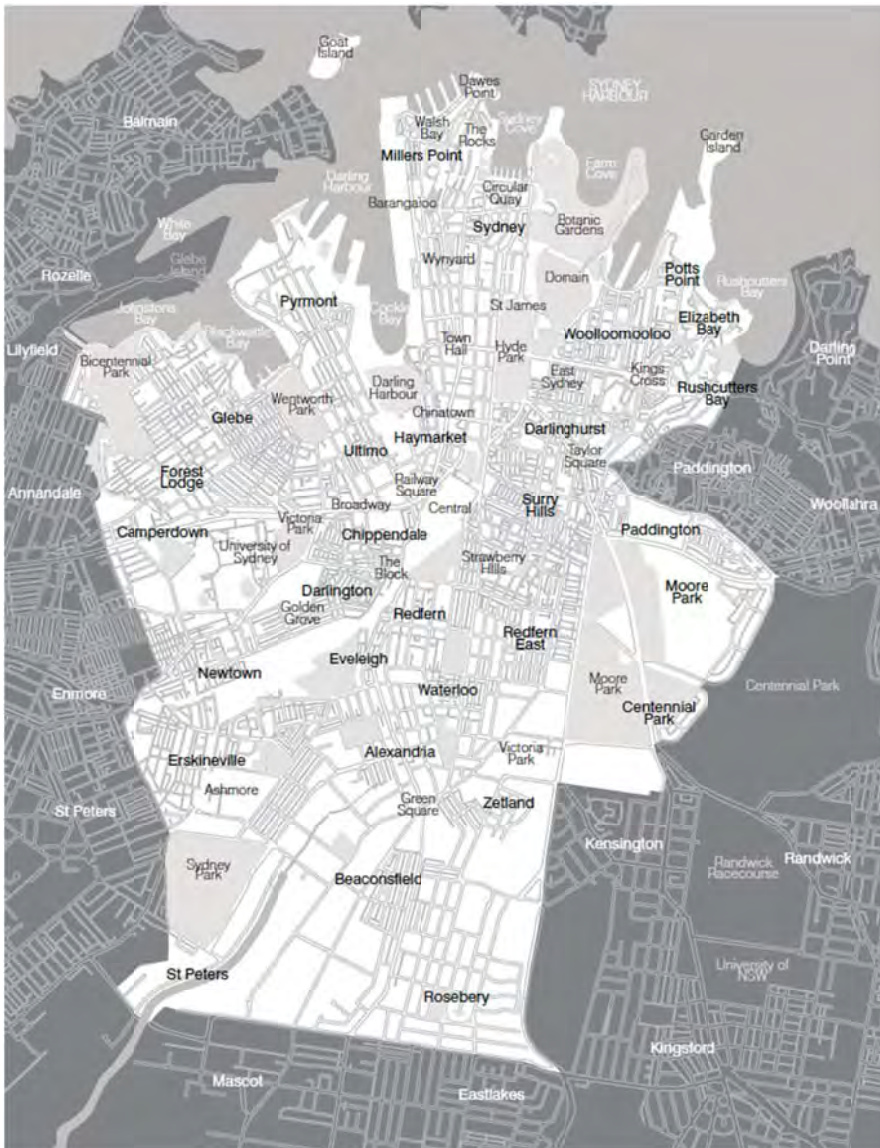 Goat
Island
Dawes
Point
SYDNEY
HARBOUR
Balmain
Walsh
Bay
The
Rocks
Sydney
Cove
Garden
Island
Millers Point
Farm
Cove
Darling
Harbour
Circular
Quay
Barangaloo
Botanic
Gardens
Sydney
White
Bay
Glebe
Island
Wynyard
Rozelle
Domain
Potts
Point
Rushcutters
Bay
Pyrmont
Johnstons
Bay
Cockle
Bay
St James
Elizabeth
Bay
Blackwattle
Bay
Woolloomooloo
Lilyfield
Town
Hall
Hyde
Park
Darling
Point
Bicentennial
Park
East
Sydney
Kings
Cross
Darling
Harbour
Rushcutters
Bay
Wentworth
Park
Glebe
Chinatown
Haymarket
Darlinghurst
Ultimo
Taylor
Square
Forest
Lodge
Railway
Square
Paddington
Annandale
Surry
Hills
Woollahra
Broadway
Central
Camperdown
Victoria
Park
Chippendale
Paddington
University of
Sydney
The
Block
Strawberry
Hills
Darlington
Moore
Park
Golden
Grove
Redfern
Redfern
East
Eveleigh
Newtown
Moore
Park
Centennial Park
Enmore
Waterloo
Centennial
Park
Erskineville
Alexandria
Victoria
Park
Ashmore
Green
Square
Zetland
St Peters
Kensington
Randwick
Racecourse
Randwick
Sydney
Park
Beaconsfield
St Peters
University of
NSW
Rosebery
Kingsford
Mascot
Eastlakes